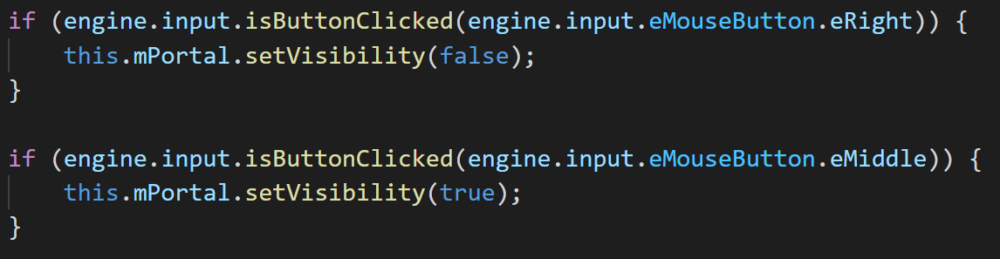 if (engine.input.isButtonClicked(engine.input.eMouseButton.eRight)) {
    this.mPortal.setVisibility(false);
}

if (engine.input.isButtonClicked(engine.input.eMouseButton.eMiddle)) {
    this.mPortal.setVisibility(true);
}